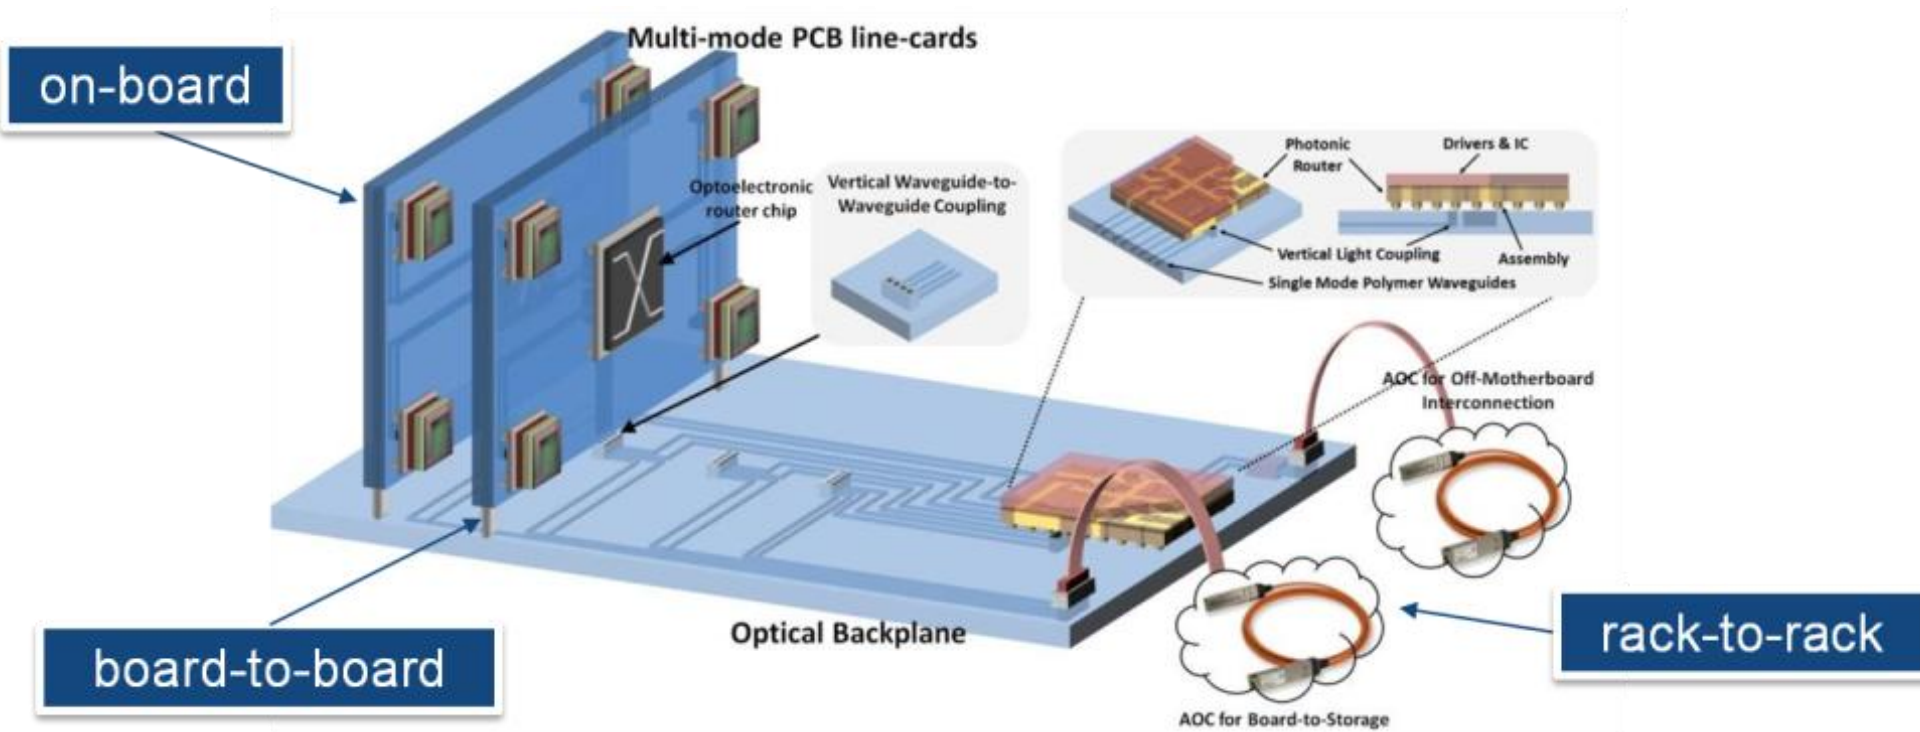 Multi-mode PCB line-cards
on-board
Optoelectronic
router chip
Vertical Waveguide-to-
Waveguide Coupling
Photonic
Router
Drivers & IC
Vertical Light Coupling
Assembly
Single Mode Polymer Waveguides
AOC for Off-Motherboard
Interconnection
Optical Backplane
board-to-board
rack-to-rack
AOC for Board-to-Storage